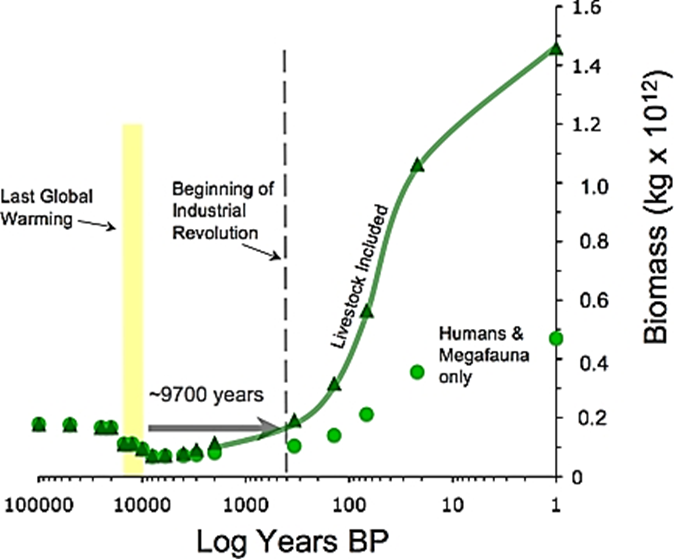 1.6
1.4
1.2
1.0
0.8
0.6
0.4
0.2
0
Biomass (kg x 10¹²)
Last Global
Warming
Beginning of
Industrial
Revolution
Livestock Included
Humans &
Megafauna
only
~9700 years
100000 10000 1000 100 10 1
Log Years BP